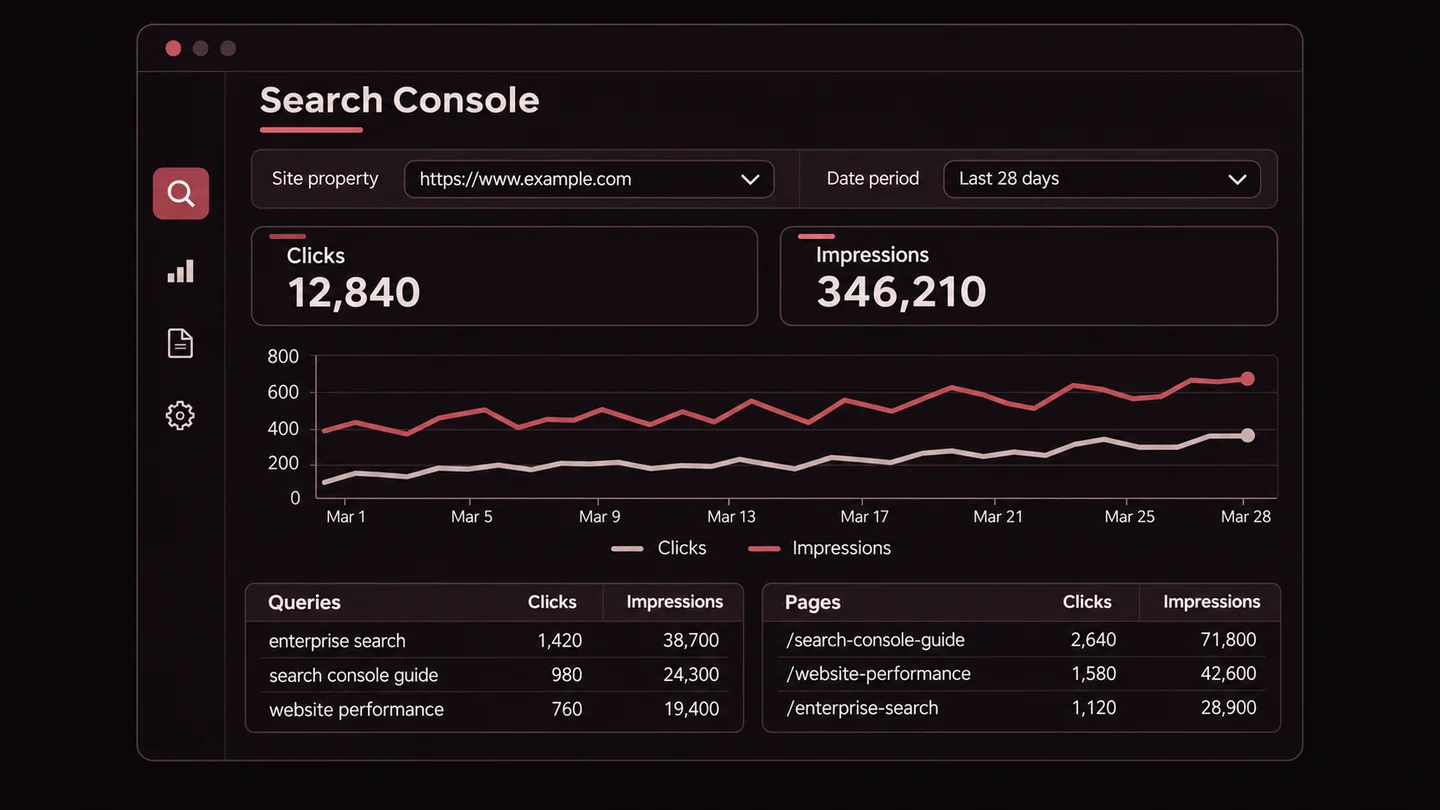 Search Console
Site property https://www.example.com Date period Last 28 days
Clicks
12,840
Impressions
346,210
800
600
400
200
0
Mar 1 Mar 5 Mar 9 Mar 13 Mar 17 Mar 21 Mar 25 Mar 28
Clicks Impressions
Queries Clicks Impressions
enterprise search 1,420 38,700
search console guide 980 24,300
website performance 760 19,400
Pages Clicks Impressions
/search-console-guide 2,640 71,800
/website-performance 1,580 42,600
/enterprise-search 1,120 28,900